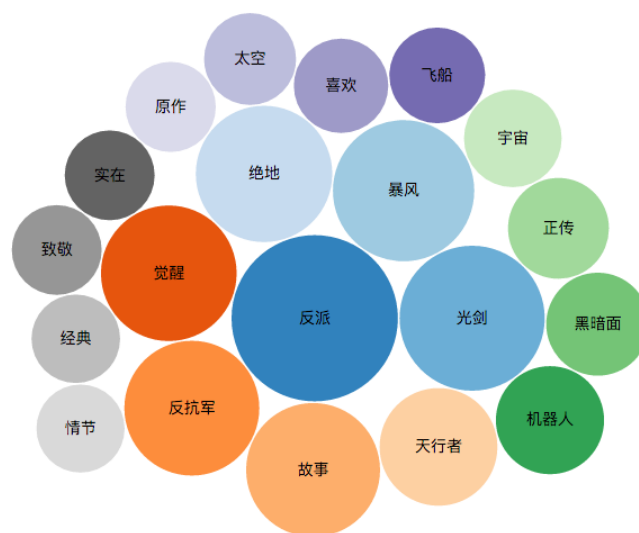 太空
喜欢
飞船
原作
宇宙
实在
绝地
暴风
正传
致敬
觉醒
反派
光剑
黑暗面
经典
反抗军
机器人
情节
故事
天行者